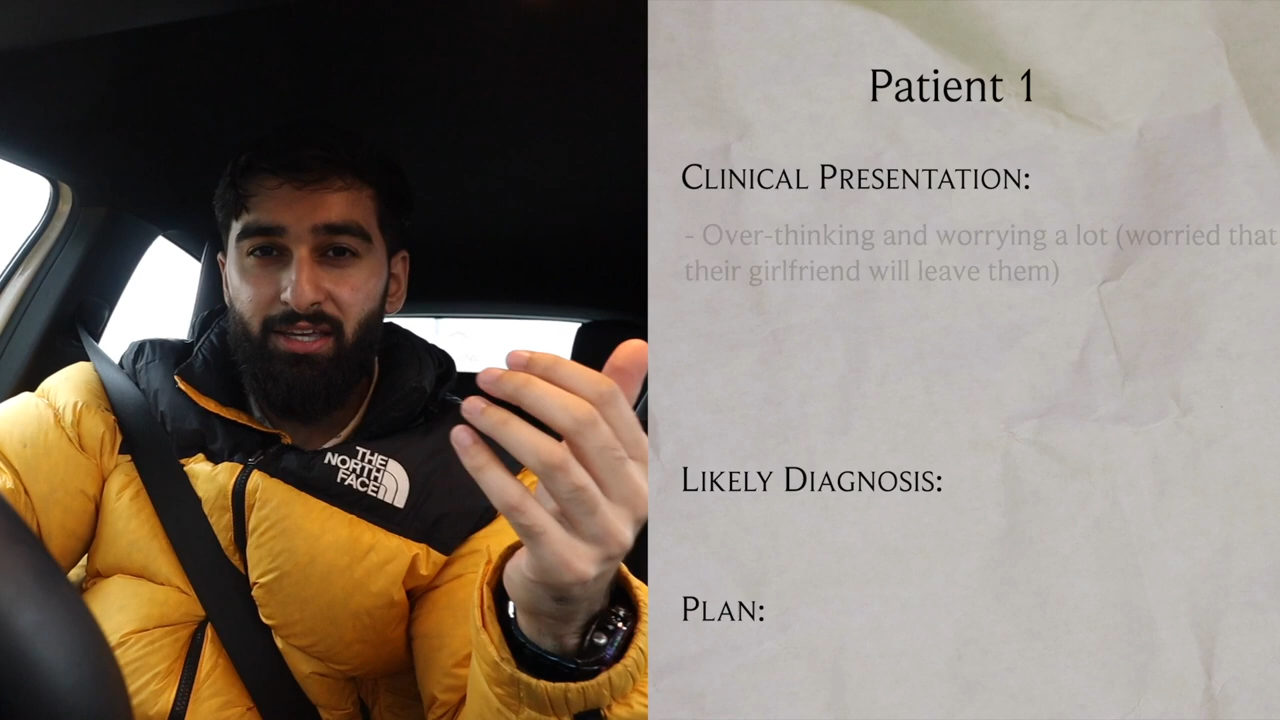 THE
NORTH
FACE
Patient 1
CLINICAL PRESENTATION:
- Over-thinking and worrying a lot (worried that
their girlfriend will leave them)
LIKELY DIAGNOSIS:
PLAN: